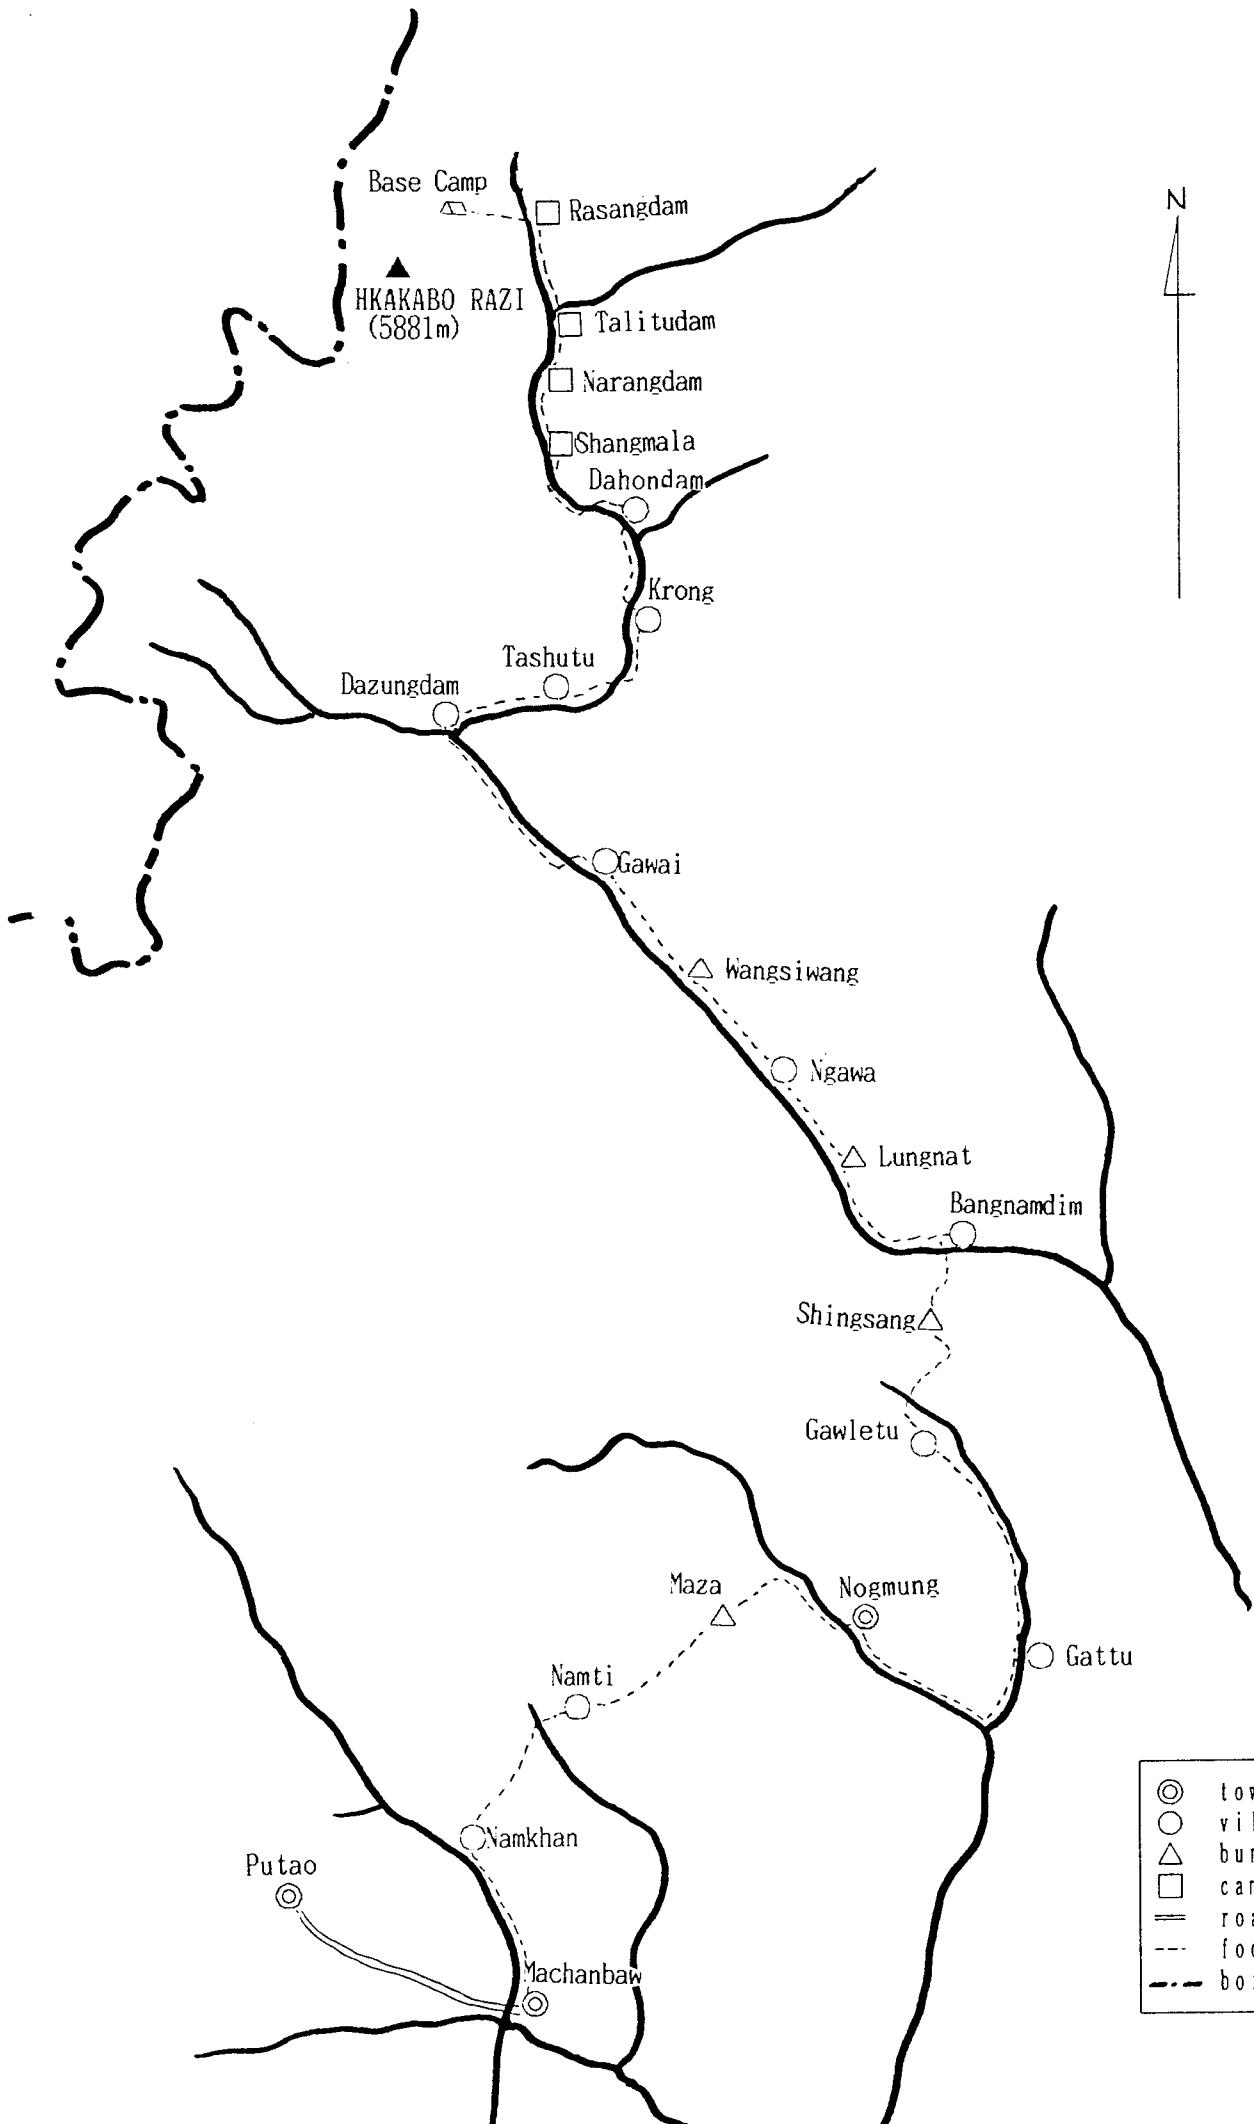 N
Base Camp
Rasangdam
HKAKABO RAZI
(5881m)
Talitudam
Narangdam
Shangmala
Dahondam
Krong
Tashutu
Dazungdam
Gawai
Wangsiwang
Ngawa
Lungnat
Bangnamdim
Shingsang
Gawletu
Maza
Nogmung
Gattu
Namti
Namkhan
Putao
Machanbaw